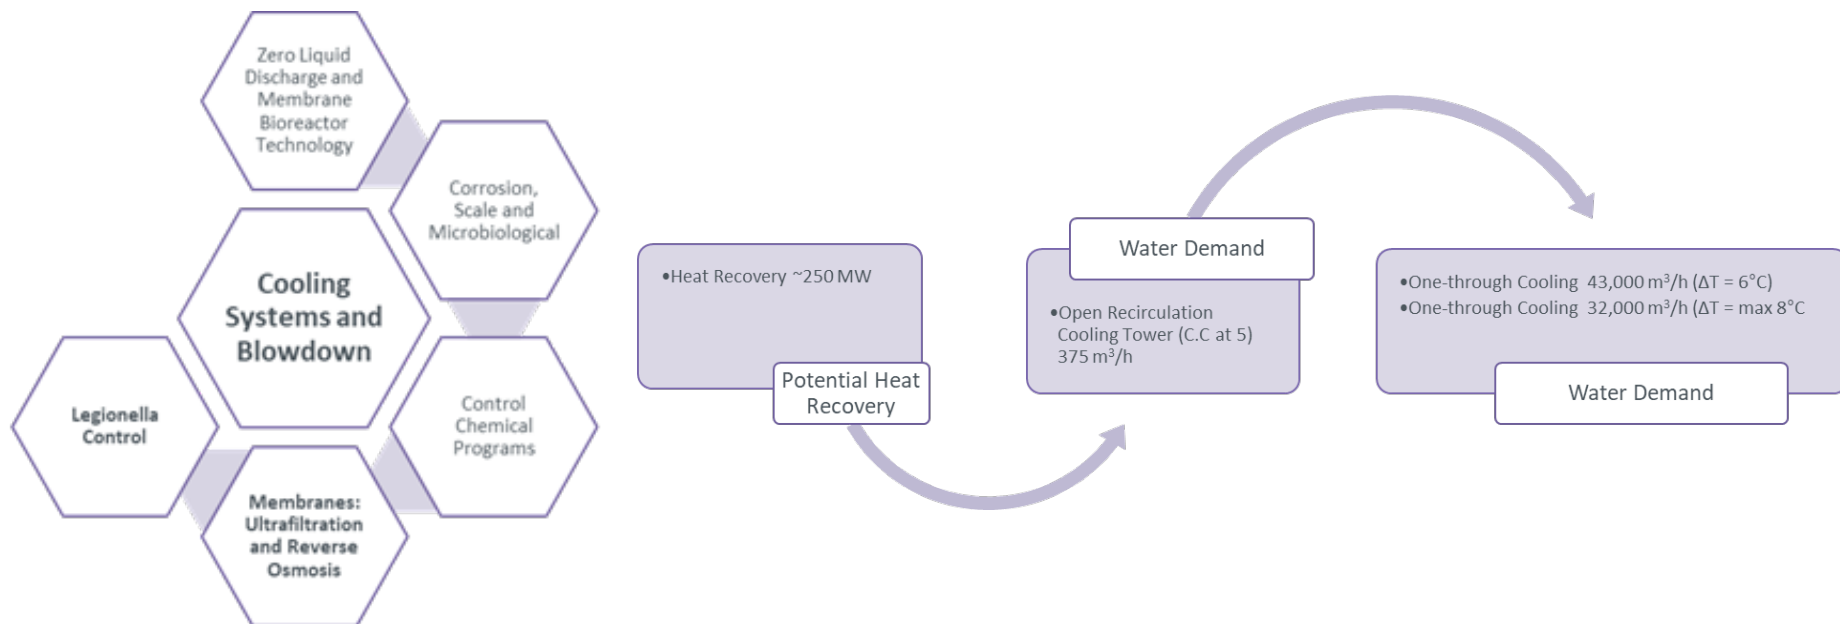 Zero Liquid
Discharge and
Membrane
Bioreactor
Technology
Corrosion,
Scale and
Microbiological
Cooling
Systems and
Blowdown
Control
Chemical
Programs
Legionella
Control
Membranes:
Ultrafiltration
and Reverse
Osmosis
•Heat Recovery ~250 MW
Potential Heat
Recovery
Water Demand
•Open Recirculation
Cooling Tower (C.C at 5)
375 m³/h
•One-through Cooling 43,000 m³/h (ΔT = 6°C)
•One-through Cooling 32,000 m³/h (ΔT = max 8°C
Water Demand